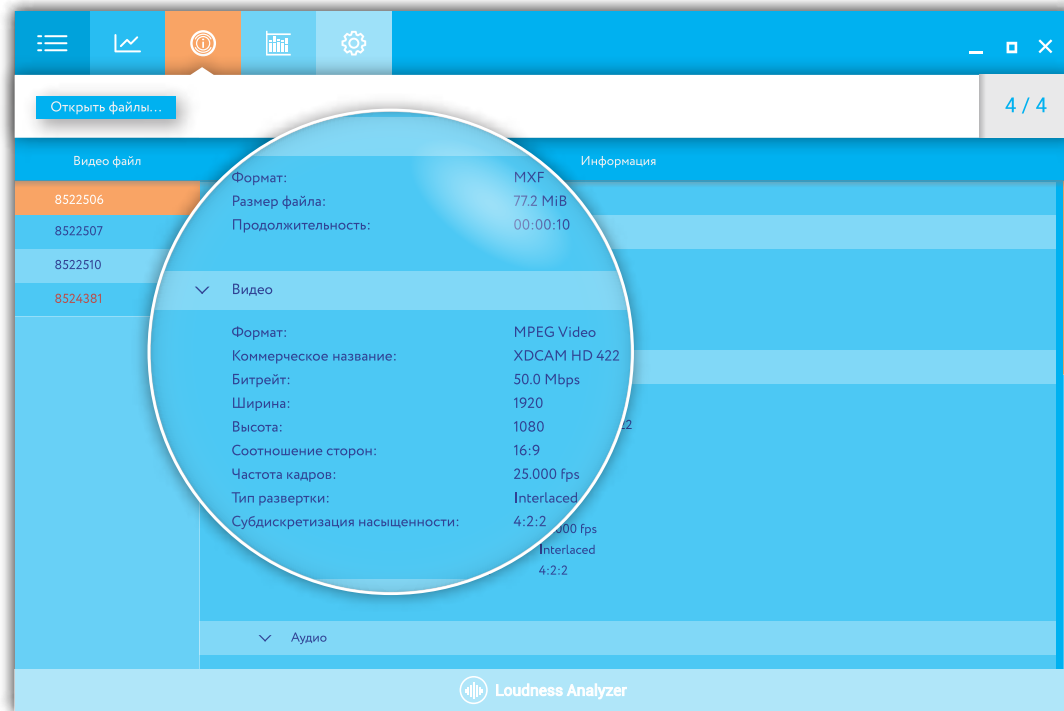 Открыть файлы...
4 / 4
Видео файл
Информация
8522506
8522507
8522510
8524381
Формат: MXF
Размер файла: 77.2 MiB
Продолжительность: 00:00:10
Видео
Формат: MPEG Video
Коммерческое название: XDCAM HD 422
Битрейт: 50.0 Mbps
Ширина: 1920
Высота: 1080
Соотношение сторон: 16:9
Частота кадров: 25.000 fps
Тип развертки: Interlaced
Субдискретизация насыщенности: 4:2:2
fps
Interlaced
4:2:2
Аудио
Loudness Analyzer